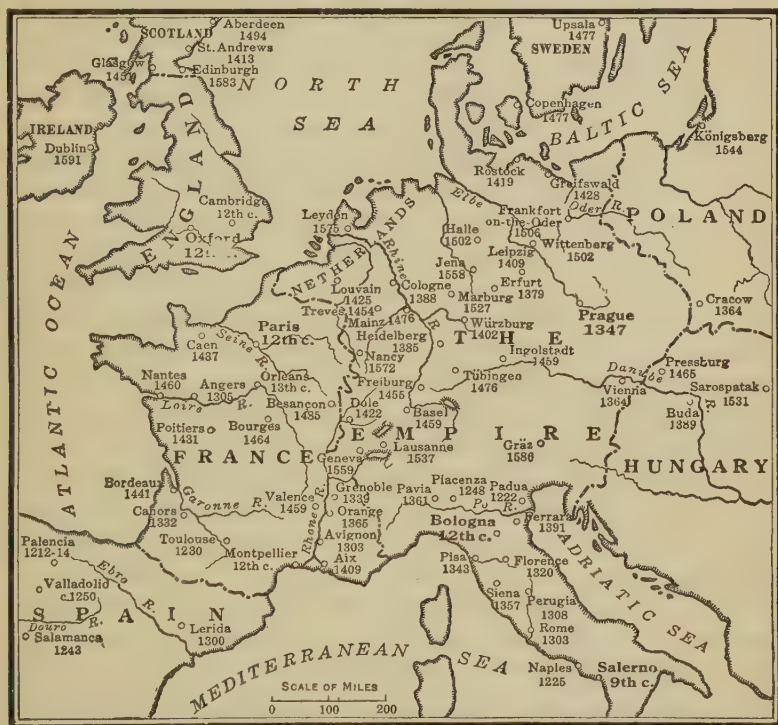 SCOTLAND
Aberdeen
1494
St. Andrews
1413
Glasgow
1451
Edinburgh
1583
NORTH
SEA
Upsala
1477
SWEDEN
Copenhagen
1477
BALTIC SEA
Königsberg
1544
IRELAND
Dublin
1591
ENGLAND
Cambridge
12th c.
Oxford
ATLANTIC OCEAN
Rostock
1419
Greifswald
1428
Elbe
Oder R.
POLAND
Frankfort
on-the-Oder
1506
Leyden
1575
NETHERLANDS
Rhine
R.
Halle
1502
Wittenberg
1502
Leipzig
1409
Jena
1558
Erfurt
1379
Louvain
1425
Cologne
1388
Marburg
1527
Prague
1347
Cracow
1364
Treves
1454
Mainz
1476
Würzburg
1402
THE
EMPIRE
Heidelberg
1385
Ingolstadt
1459
Caen
1437
Seine R.
Paris
12th c.
Nancy
1572
Tübingen
1476
Danube
R.
Pressburg
1465
Vienna
1364
Sarospatak
1531
Buda
1389
Nantes
1460
Angers
1305
Orleans
13th c.
Loire R.
Besançon
1485
Freiburg
1455
Dôle
1422
Basel
1459
Poitiers
1431
Bourges
1464
FRANCE
Geneva
1559
Lausanne
1537
Gräz
1586
HUNGARY
Bordeaux
1441
Garonne R.
Cahors
1332
Valence
1459
Rhone R.
Grenoble
1339
Orange
1365
Pavia
1361
Piacenza
1248
Padua
1222
Po R.
Ferrara
1391
Bologna
12th c.
Toulouse
1230
Avignon
1303
Montpellier
12th c.
Aix
1409
Pisa
1343
Florence
1320
ADRIATIC SEA
Palencia
1212-14
Ebro R.
Valladolid
c.1250
SPAIN
Douro R.
Salamanca
1243
Lerida
1300
Siena
1357
Perugia
1308
Rome
1303
MEDITERRANEAN SEA
Naples
1225
Salerno
9th c.
SCALE OF MILES
0 100 200